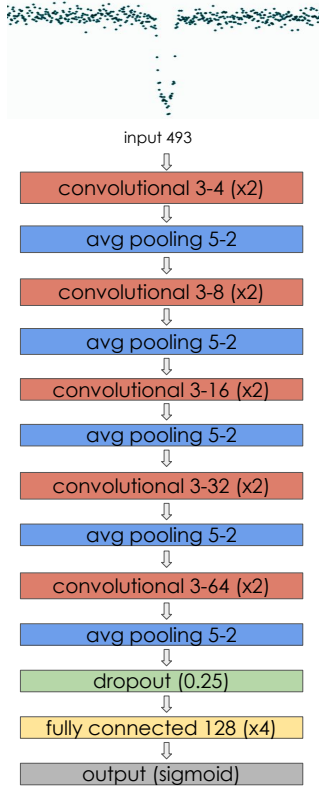 input 493
convolutional 3-4 (x2)
avg pooling 5-2
convolutional 3-8 (x2)
avg pooling 5-2
convolutional 3-16 (x2)
avg pooling 5-2
convolutional 3-32 (x2)
avg pooling 5-2
convolutional 3-64 (x2)
avg pooling 5-2
dropout (0.25)
fully connected 128 (x4)
output (sigmoid)